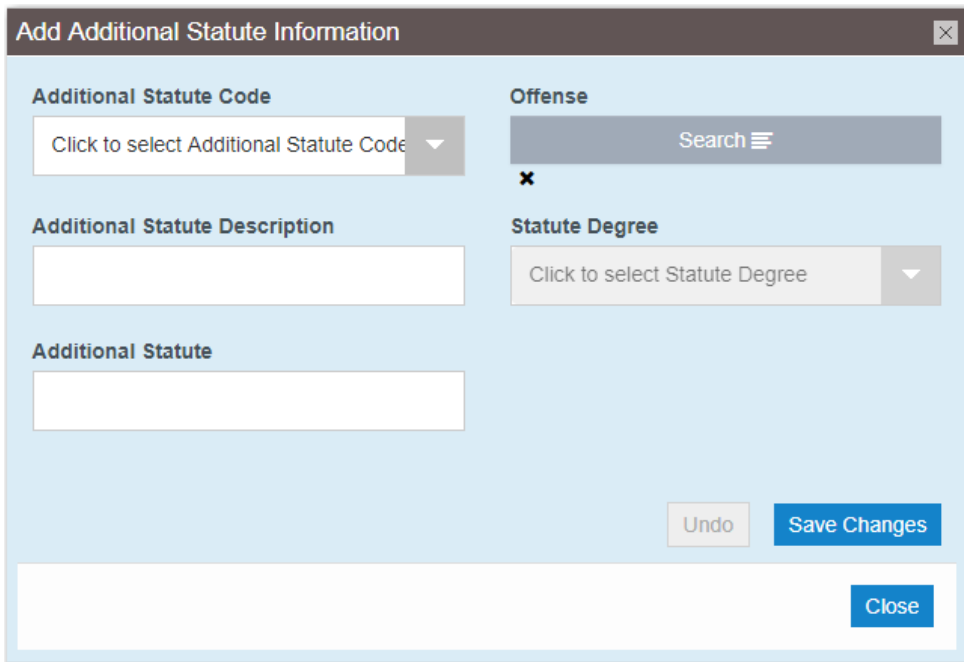 Add Additional Statute Information
Additional Statute Code
Offense
Click to select Additional Statute Code
Search
Additional Statute Description
Statute Degree
Click to select Statute Degree
Additional Statute
Undo
Save Changes
Close